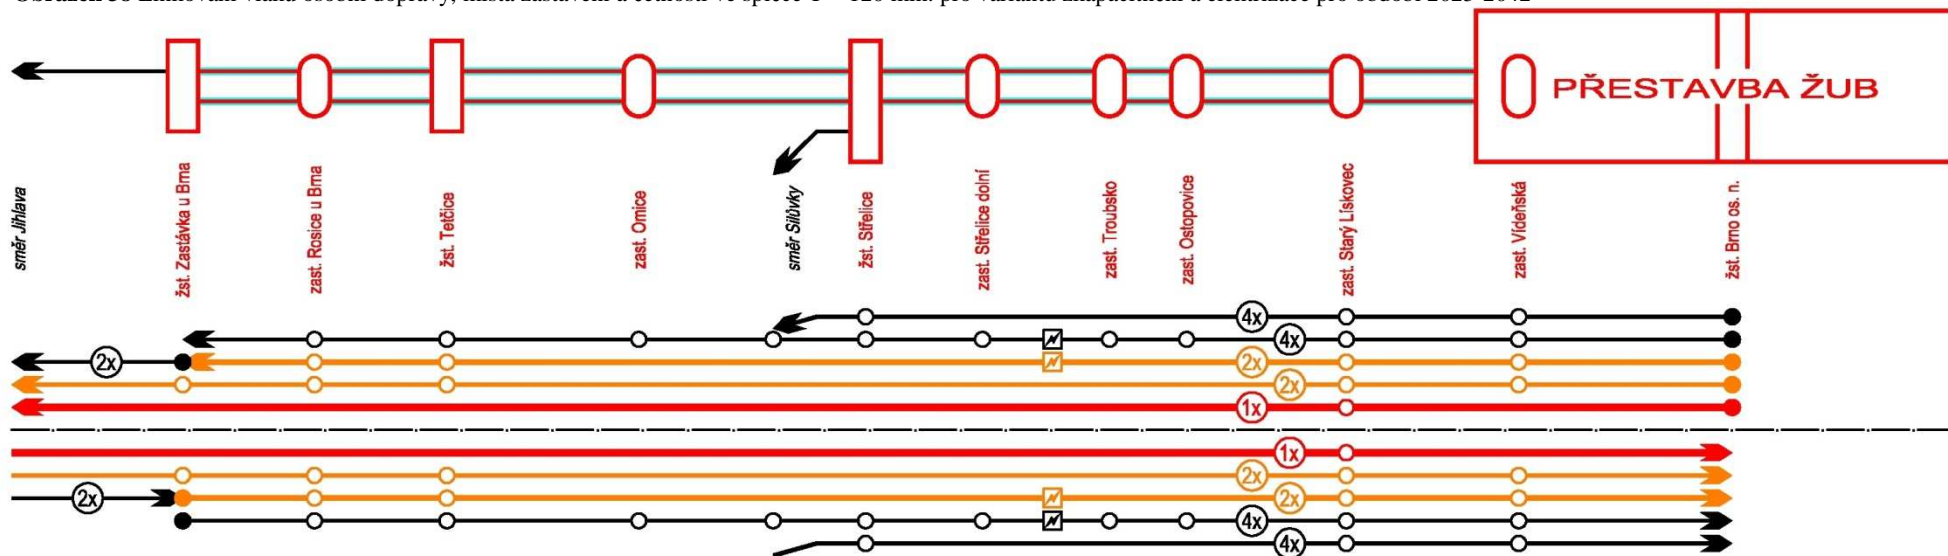 PŘESTAVBA ŽUB
směr Jihlava
žst. Zastávka u Brna
zast. Rosice u Brna
žst. Tetčice
zast. Omice
směr Silůvky
žst. Střelice
zast. Střelice dolní
zast. Troubsko
zast. Ostopovice
zast. Starý Lískovec
zast. Vídeňská
žst. Brno os. n.
4x
4x
2x
2x
2x
1x
1x
2x
2x
2x
4x
4x